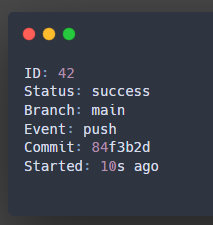 ID: 42
Status: success
Branch: main
Event: push
Commit: 84f3b2d
Started: 10s ago